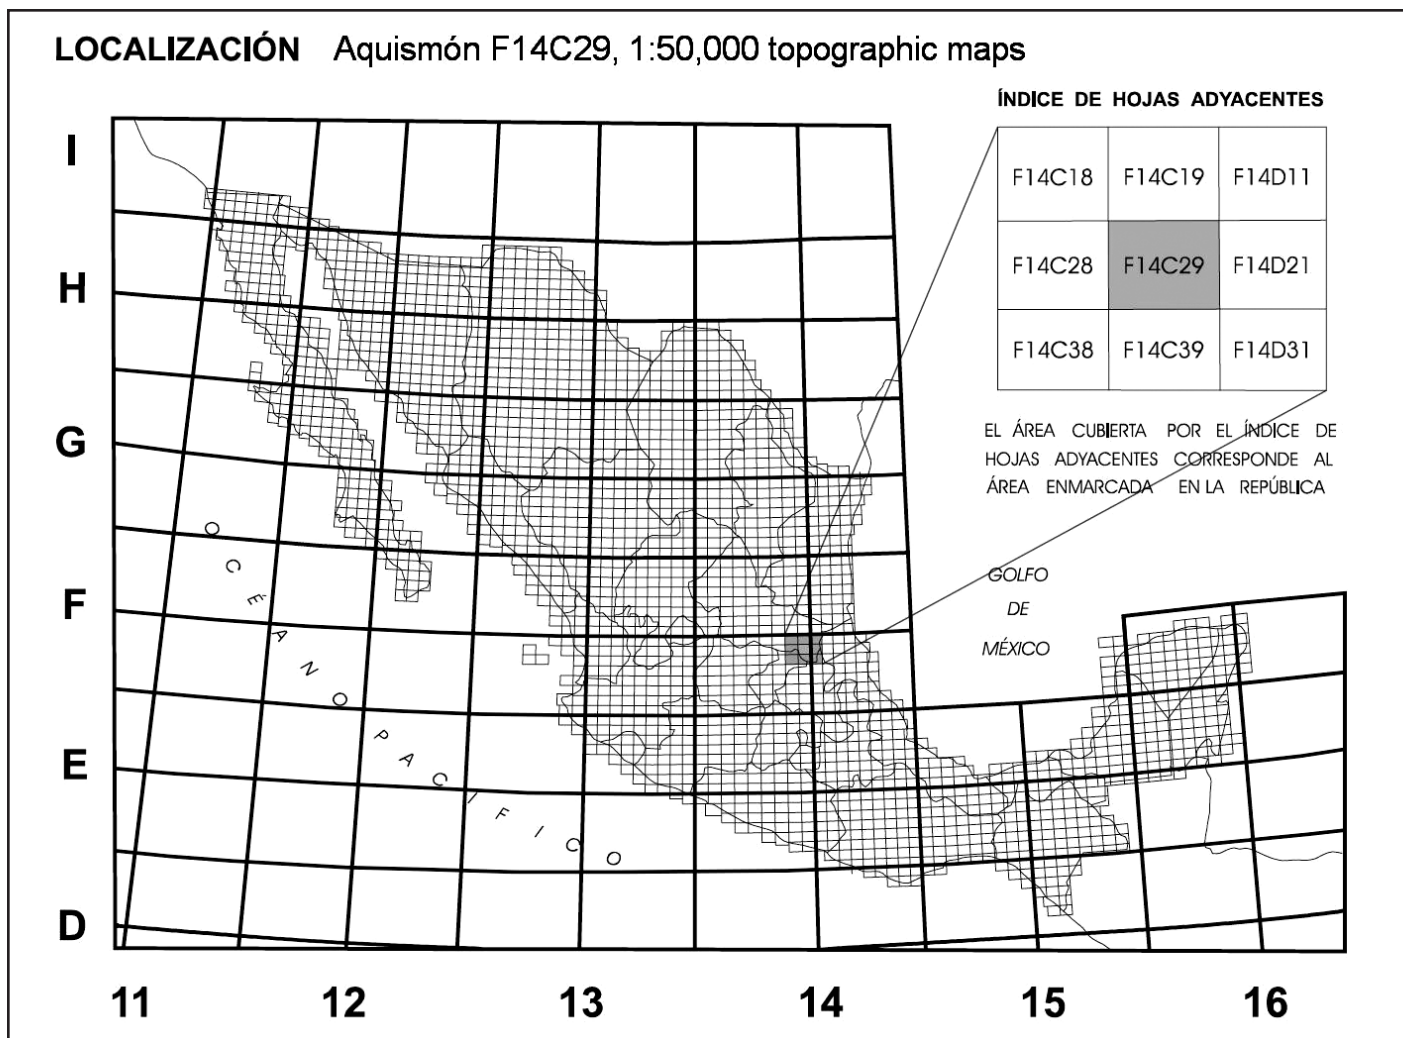 LOCALIZACIÓN Aquismón F14C29, 1:50,000 topographic maps
ÍNDICE DE HOJAS ADYACENTES
F14C18 F14C19 F14D11
F14C28 F14C29 F14D21
F14C38 F14C39 F14D31
EL ÁREA CUBIERTA POR EL ÍNDICE DE
HOJAS ADYACENTES CORRESPONDE AL
ÁREA ENMARCADA EN LA REPÚBLICA
I
H
G
F
E
D
OCÉANO PACIFICO
GOLFO
DE
MÉXICO
11 12 13 14 15 16